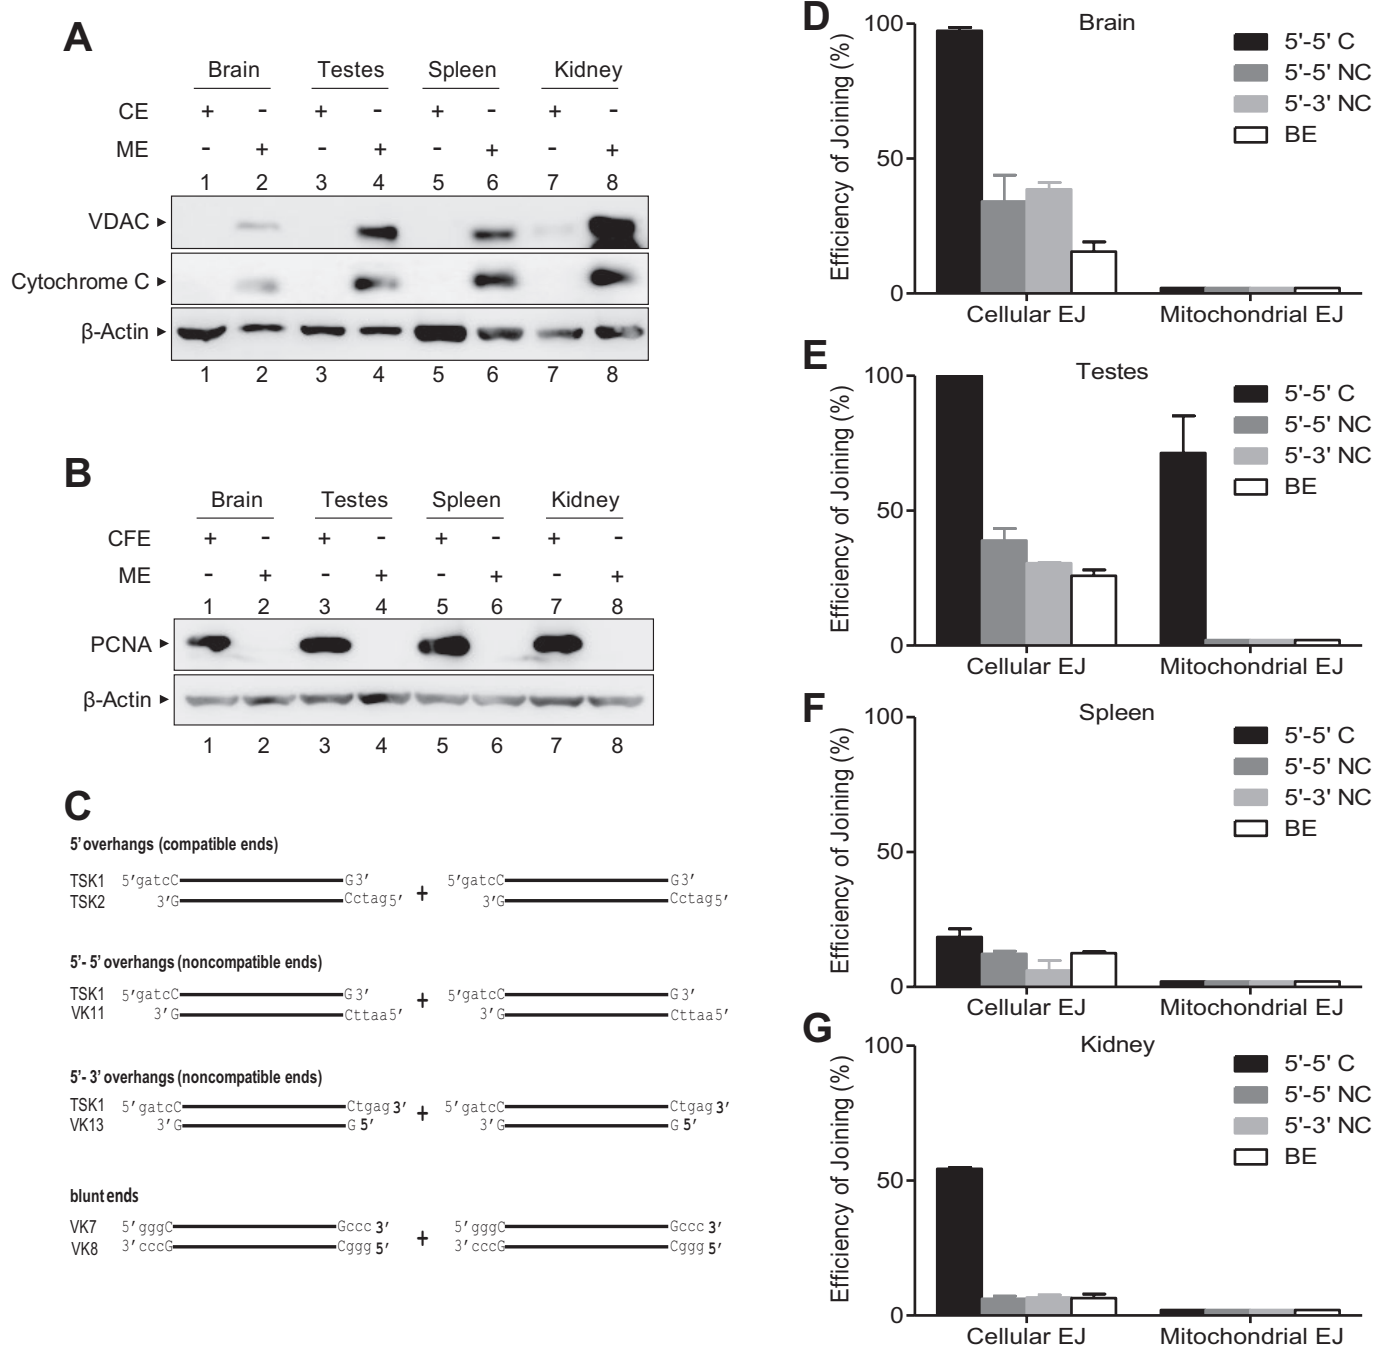 A
Brain Testes Spleen Kidney
CE + - + - + - + -
ME - + - + - + - +
1 2 3 4 5 6 7 8
VDAC
Cytochrome C
β-Actin
1 2 3 4 5 6 7 8
B
Brain Testes Spleen Kidney
CFE + - + - + - + -
ME - + - + - + - +
1 2 3 4 5 6 7 8
PCNA
β-Actin
1 2 3 4 5 6 7 8
C
5' overhangs (compatible ends)
TSK1 5'gatcC G3' 5'gatcC G3'
TSK2 3'G Cctag5' + 3'G Cctag5'
5'- 5' overhangs (noncompatible ends)
TSK1 5'gatcC G3' 5'gatcC G3'
VK11 3'G Cttaa5' + 3'G Cttaa5'
5'- 3' overhangs (noncompatible ends)
TSK1 5'gatcC Ctgag3' + 5'gatcC Ctgag3'
VK13 3'G G5' 3'G G5'
blunt ends
VK7 5'gggC Gccc3' 5'gggC Gccc3'
VK8 3'cccG Cggg5' + 3'cccG Cggg5'
D
Brain
Efficiency of Joining (%)
100
50
0
5'-5' C
5'-5' NC
5'-3' NC
BE
Cellular EJ Mitochondrial EJ
E
Testes
Efficiency of Joining (%)
100
50
0
5'-5' C
5'-5' NC
5'-3' NC
BE
Cellular EJ Mitochondrial EJ
F
Spleen
Efficiency of Joining (%)
100
50
0
5'-5' C
5'-5' NC
5'-3' NC
BE
Cellular EJ Mitochondrial EJ
G
Kidney
Efficiency of Joining (%)
100
50
0
5'-5' C
5'-5' NC
5'-3' NC
BE
Cellular EJ Mitochondrial EJ